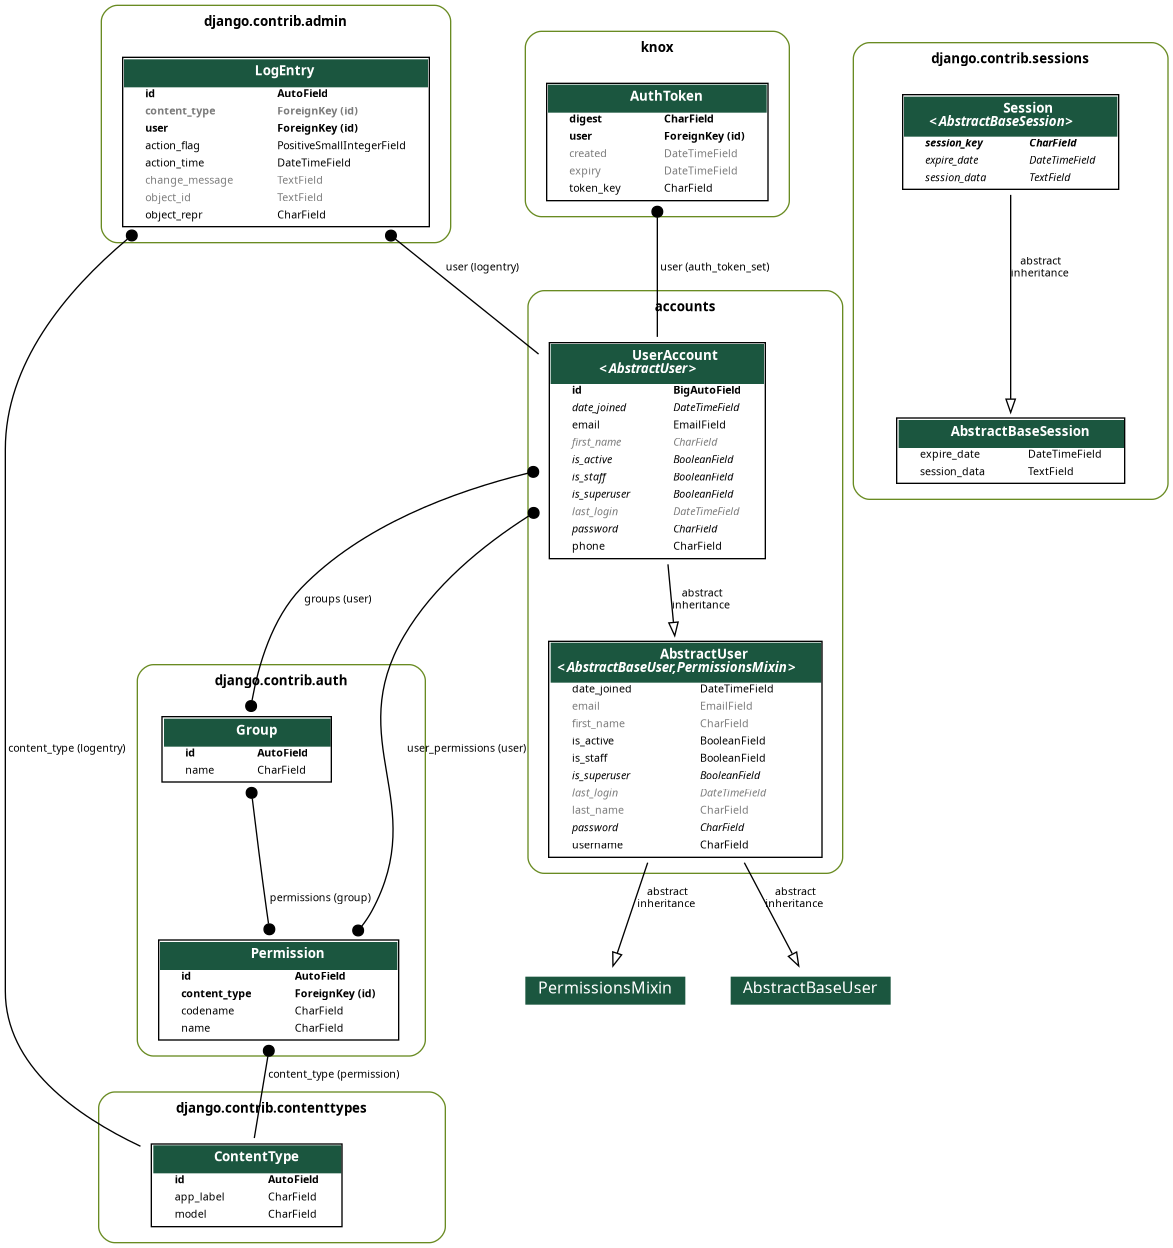 django.contrib.admin
LogEntry
id AutoField
content_type ForeignKey (id)
user ForeignKey (id)
action_flag PositiveSmallIntegerField
action_time DateTimeField
change_message TextField
object_id TextField
object_repr CharField
knox
AuthToken
digest CharField
user ForeignKey (id)
created DateTimeField
expiry DateTimeField
token_key CharField
django.contrib.sessions
Session
<AbstractBaseSession>
session_key CharField
expire_date DateTimeField
session_data TextField
user (logentry)
user (auth_token_set)
abstract
inheritance
accounts
UserAccount
<AbstractUser>
id BigAutoField
date_joined DateTimeField
email EmailField
first_name CharField
is_active BooleanField
is_staff BooleanField
is_superuser BooleanField
last_login DateTimeField
password CharField
phone CharField
AbstractBaseSession
expire_date DateTimeField
session_data TextField
groups (user)
abstract
inheritance
AbstractUser
<AbstractBaseUser,PermissionsMixin>
date_joined DateTimeField
email EmailField
first_name CharField
is_active BooleanField
is_staff BooleanField
is_superuser BooleanField
last_login DateTimeField
last_name CharField
password CharField
username CharField
django.contrib.auth
Group
id AutoField
name CharField
content_type (logentry)
user_permissions (user)
permissions (group)
abstract
inheritance
abstract
inheritance
Permission
id AutoField
content_type ForeignKey (id)
codename CharField
name CharField
PermissionsMixin
AbstractBaseUser
content_type (permission)
django.contrib.contenttypes
ContentType
id AutoField
app_label CharField
model CharField